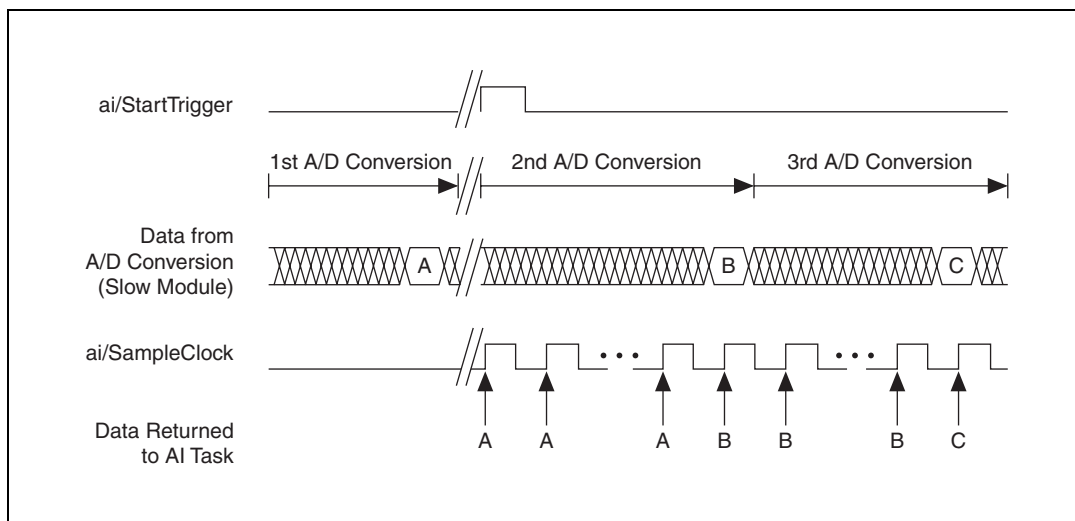 ai/StartTrigger
1st A/D Conversion 2nd A/D Conversion 3rd A/D Conversion
Data from
A/D Conversion
(Slow Module)
A B C
ai/SampleClock
Data Returned
to AI Task
A A A B B B C